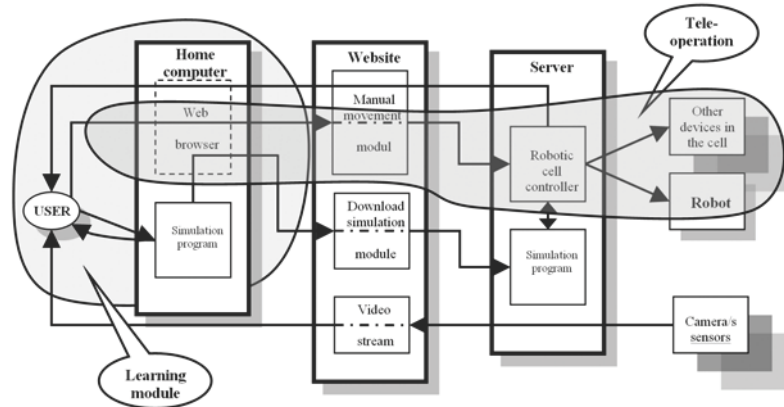 Tele-
operation
Home
computer
Website
Server
Web
browser
Manual
movement
modul
Other
devices in
the cell
Robotic
cell
controller
Robot
USER
Simulation
program
Download
simulation
module
Simulation
program
Video
stream
Camera/s
sensors
Learning
module